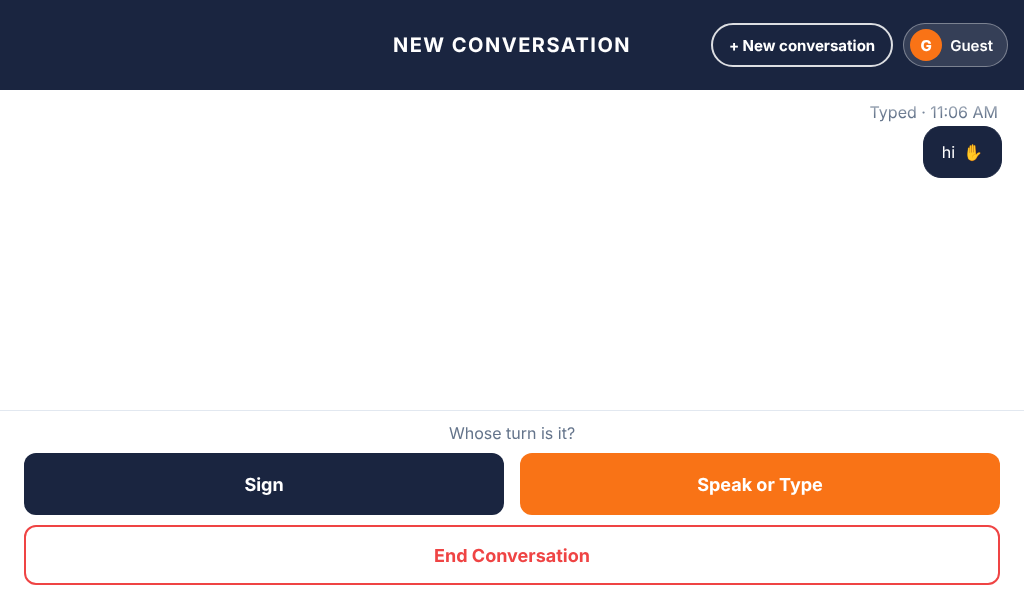 NEW CONVERSATION
+ New conversation
G Guest
Typed · 11:06 AM
hi ✋
Whose turn is it?
Sign
Speak or Type
End Conversation